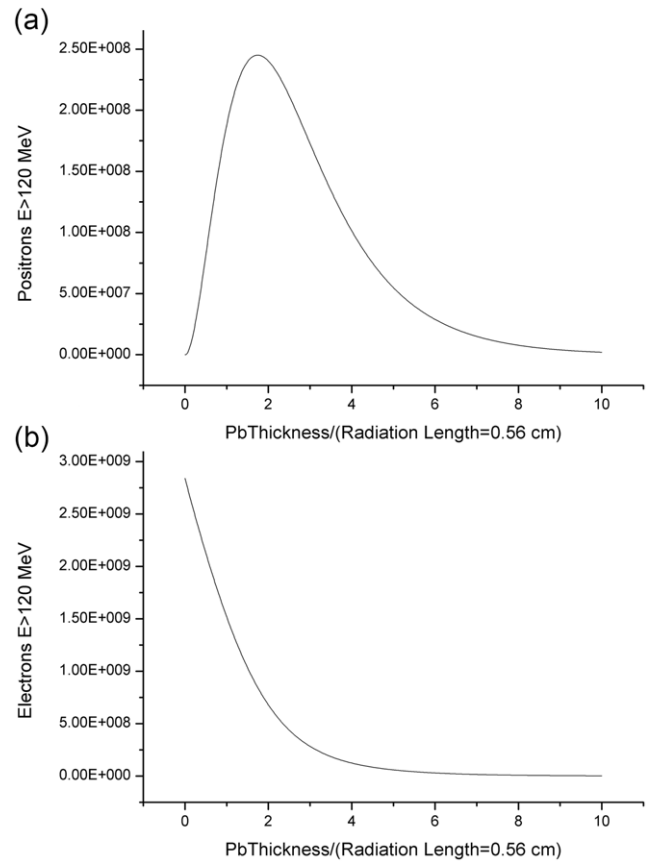 (a)
2.50E+008
2.00E+008
1.50E+008
1.00E+008
5.00E+007
0.00E+000
Positrons E>120 MeV
0 2 4 6 8 10
PbThickness/(Radiation Length=0.56 cm)
(b)
3.00E+009
2.50E+009
2.00E+009
1.50E+009
1.00E+009
5.00E+008
0.00E+000
Electrons E>120 MeV
0 2 4 6 8 10
PbThickness/(Radiation Length=0.56 cm)